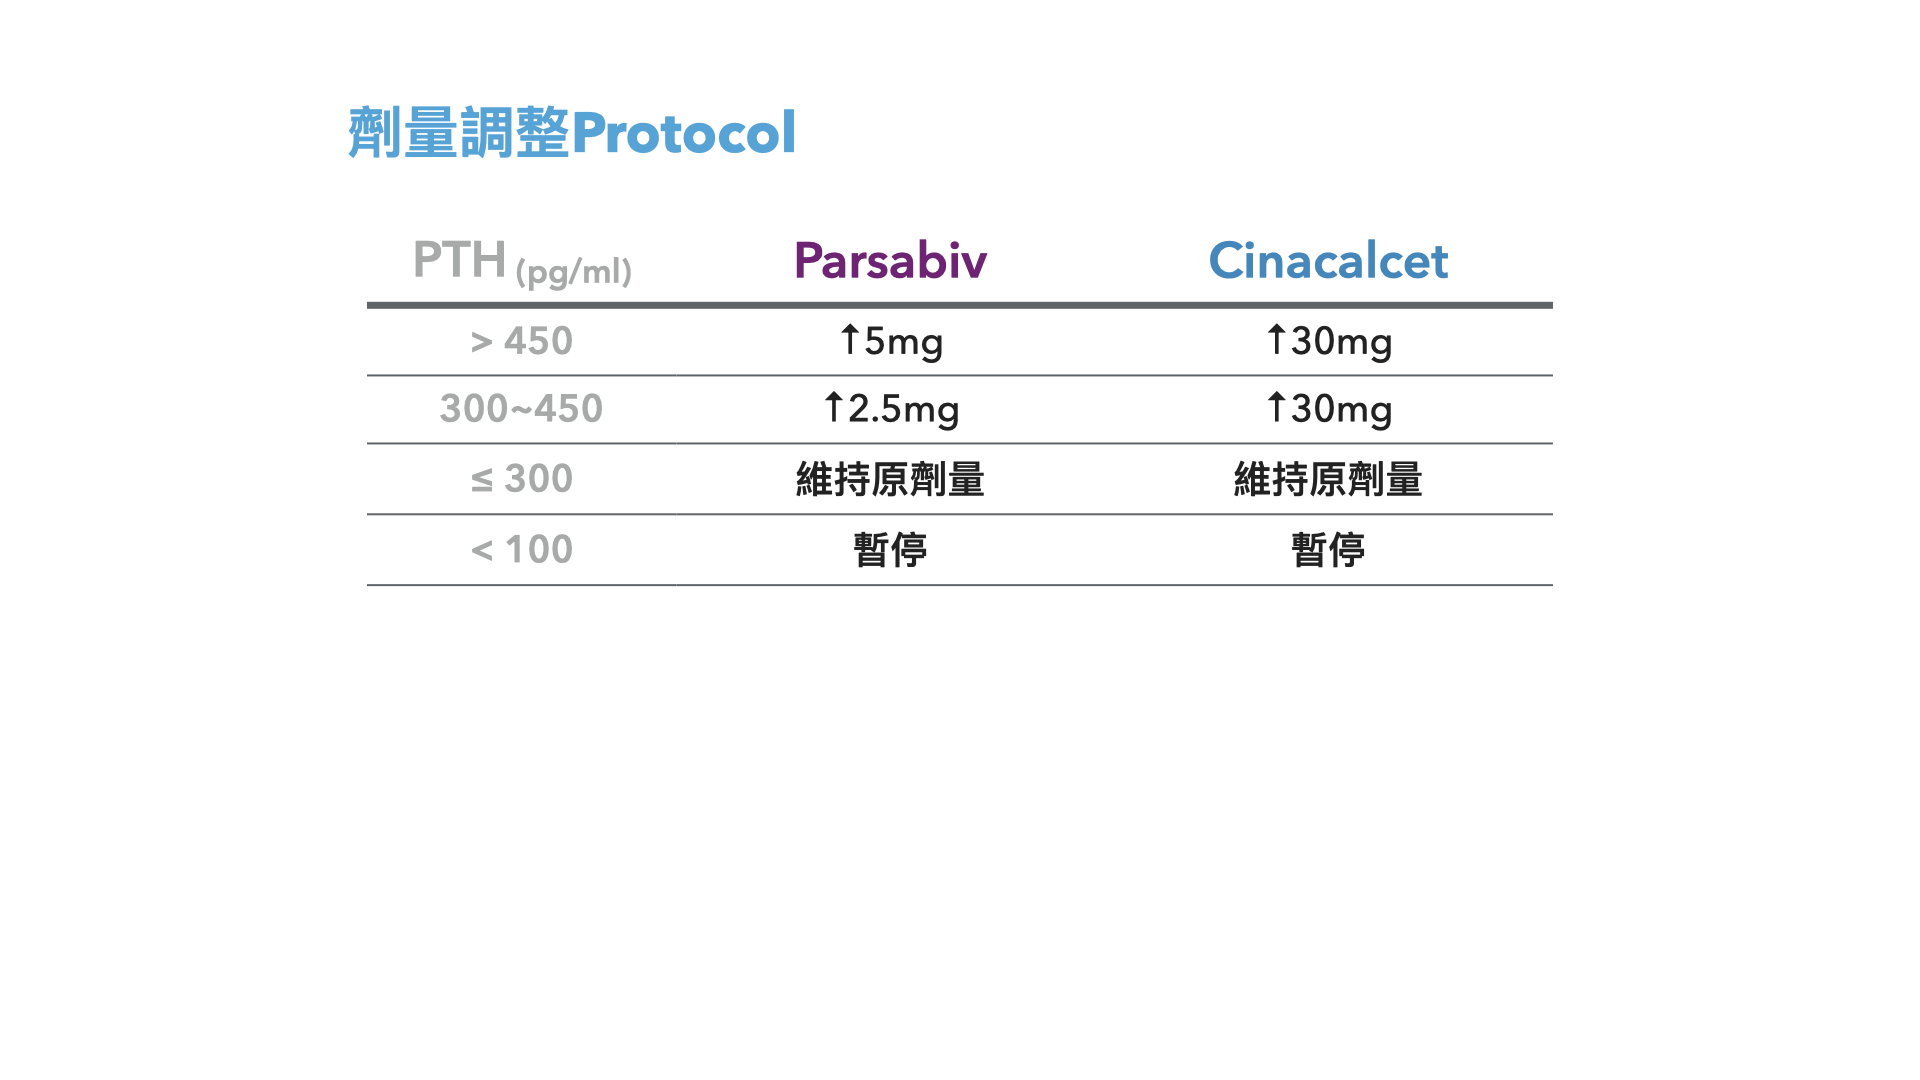 劑量調整Protocol
PTH (pg/ml) Parsabiv Cinacalcet
> 450 ↑5mg ↑30mg
300~450 ↑2.5mg ↑30mg
≤ 300 維持原劑量 維持原劑量
< 100 暫停 暫停